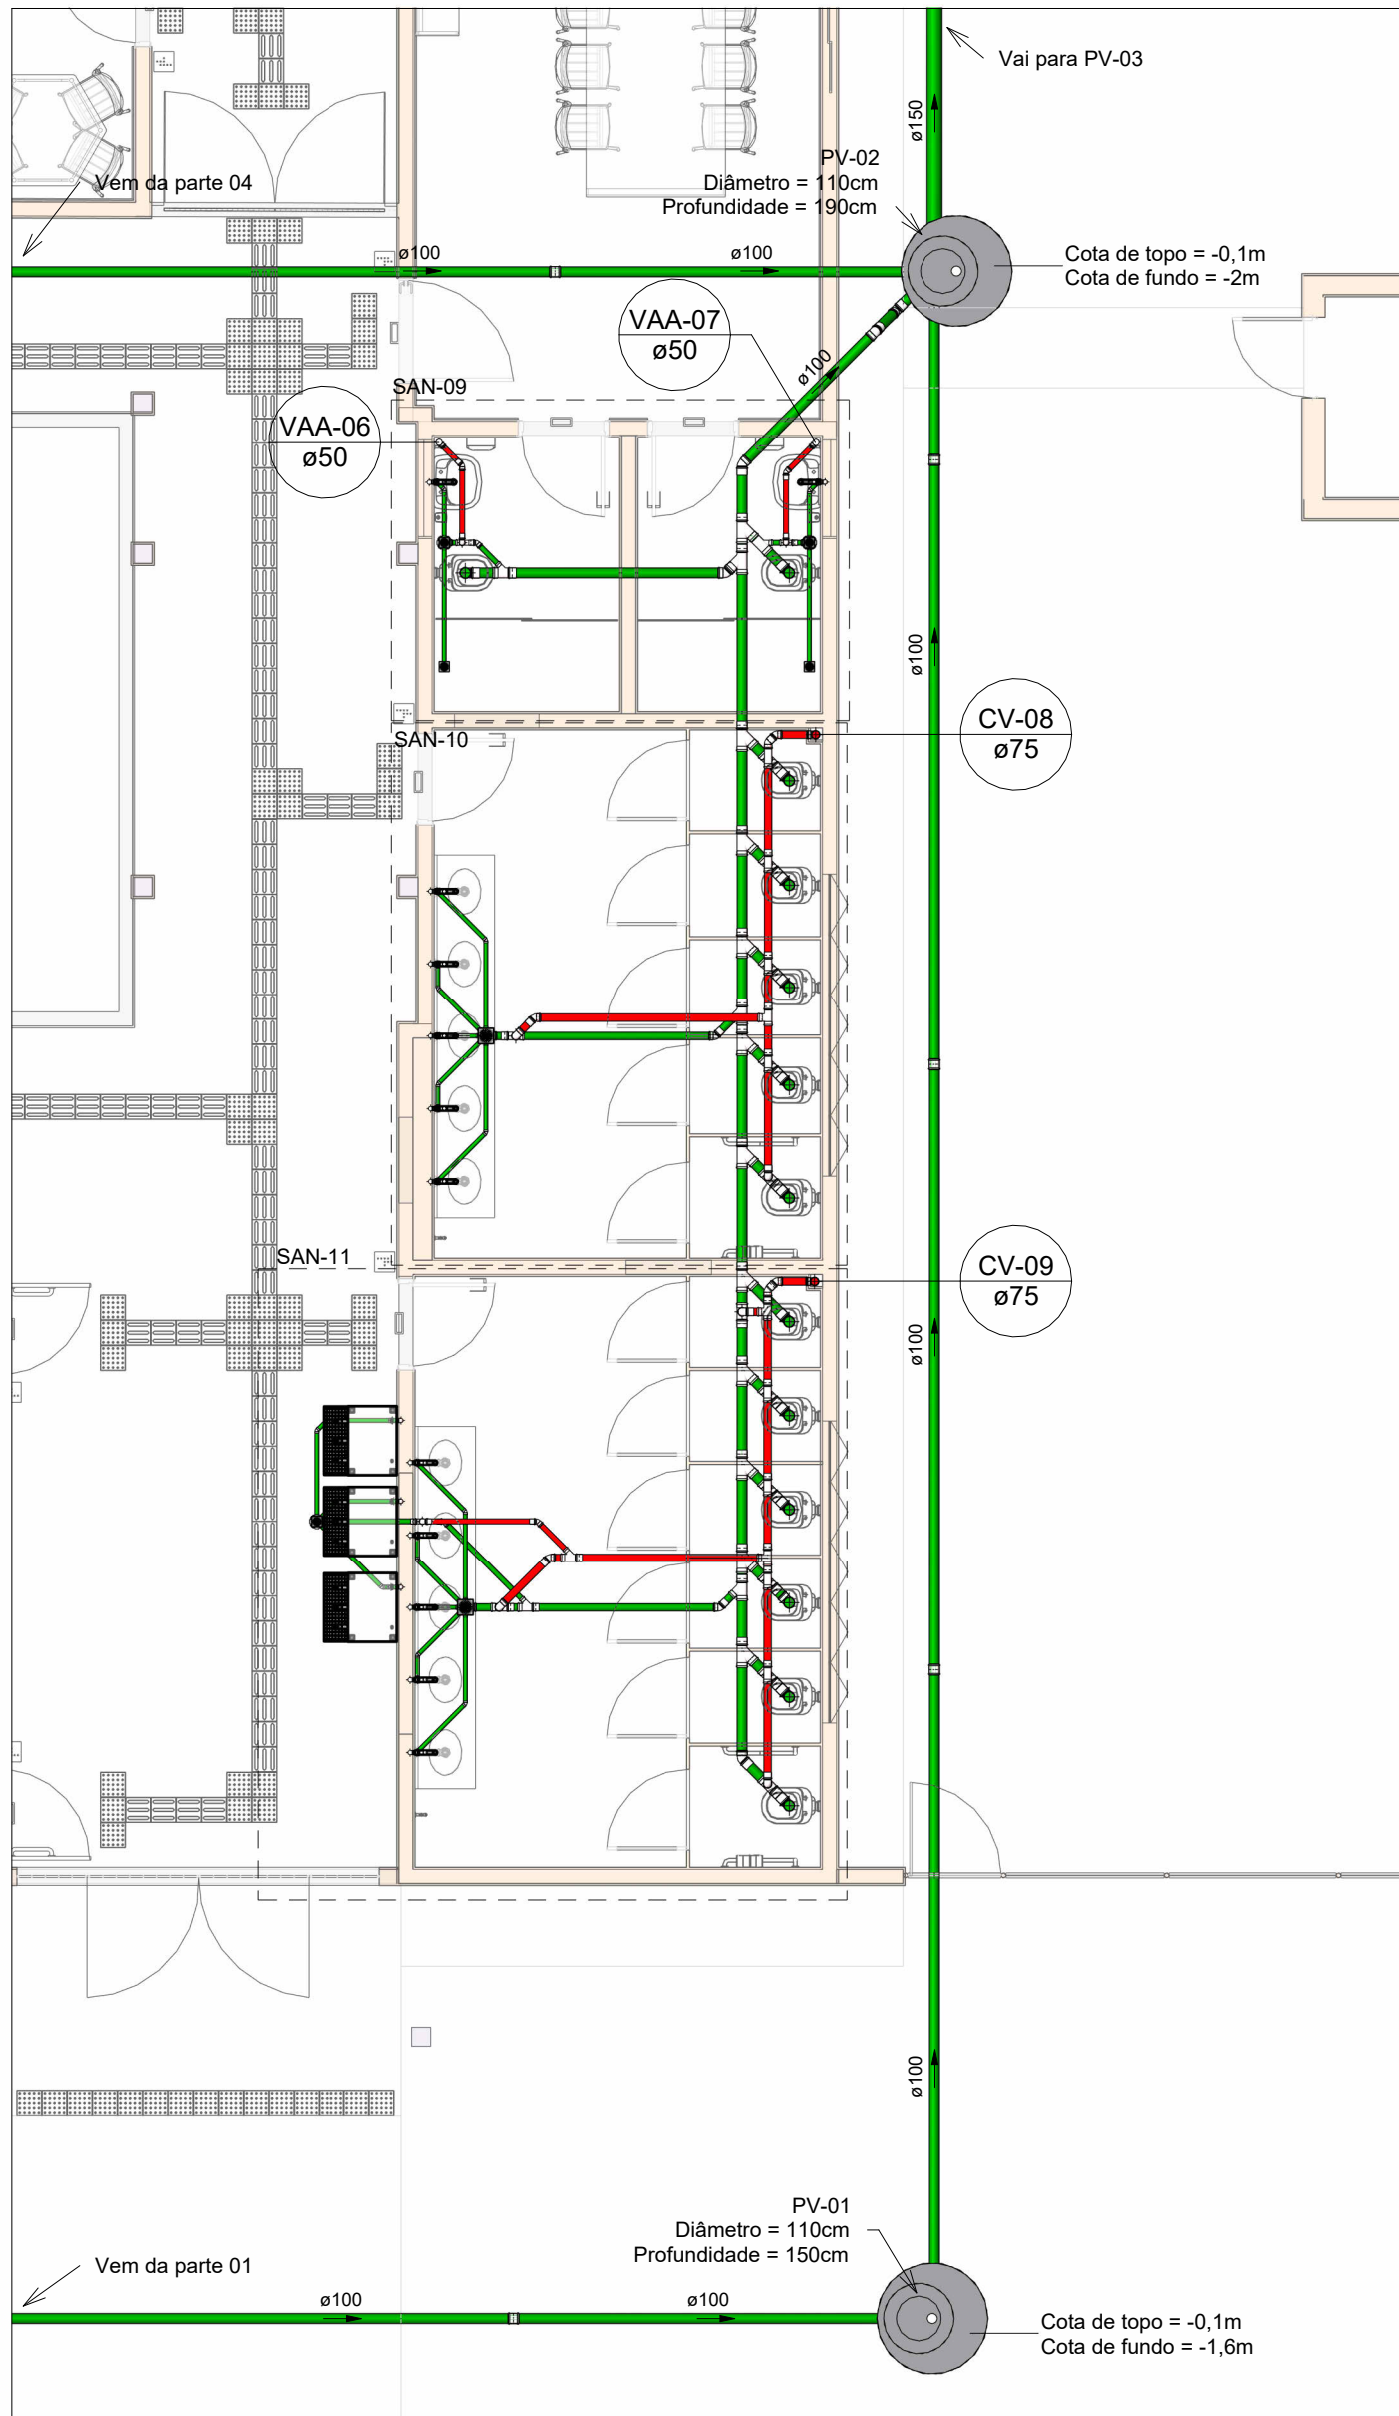 Vai para PV-03
ø150
PV-02
Diâmetro = 110cm
Profundidade = 190cm
Vem da parte 04
Cota de topo = -0,1m
Cota de fundo = -2m
ø100
ø100
VAA-07
ø50
ø100
SAN-09
VAA-06
ø50
ø100
CV-08
ø75
SAN-10
SAN-11
CV-09
ø75
ø100
ø100
PV-01
Diâmetro = 110cm
Profundidade = 150cm
Vem da parte 01
ø100
ø100
Cota de topo = -0,1m
Cota de fundo = -1,6m